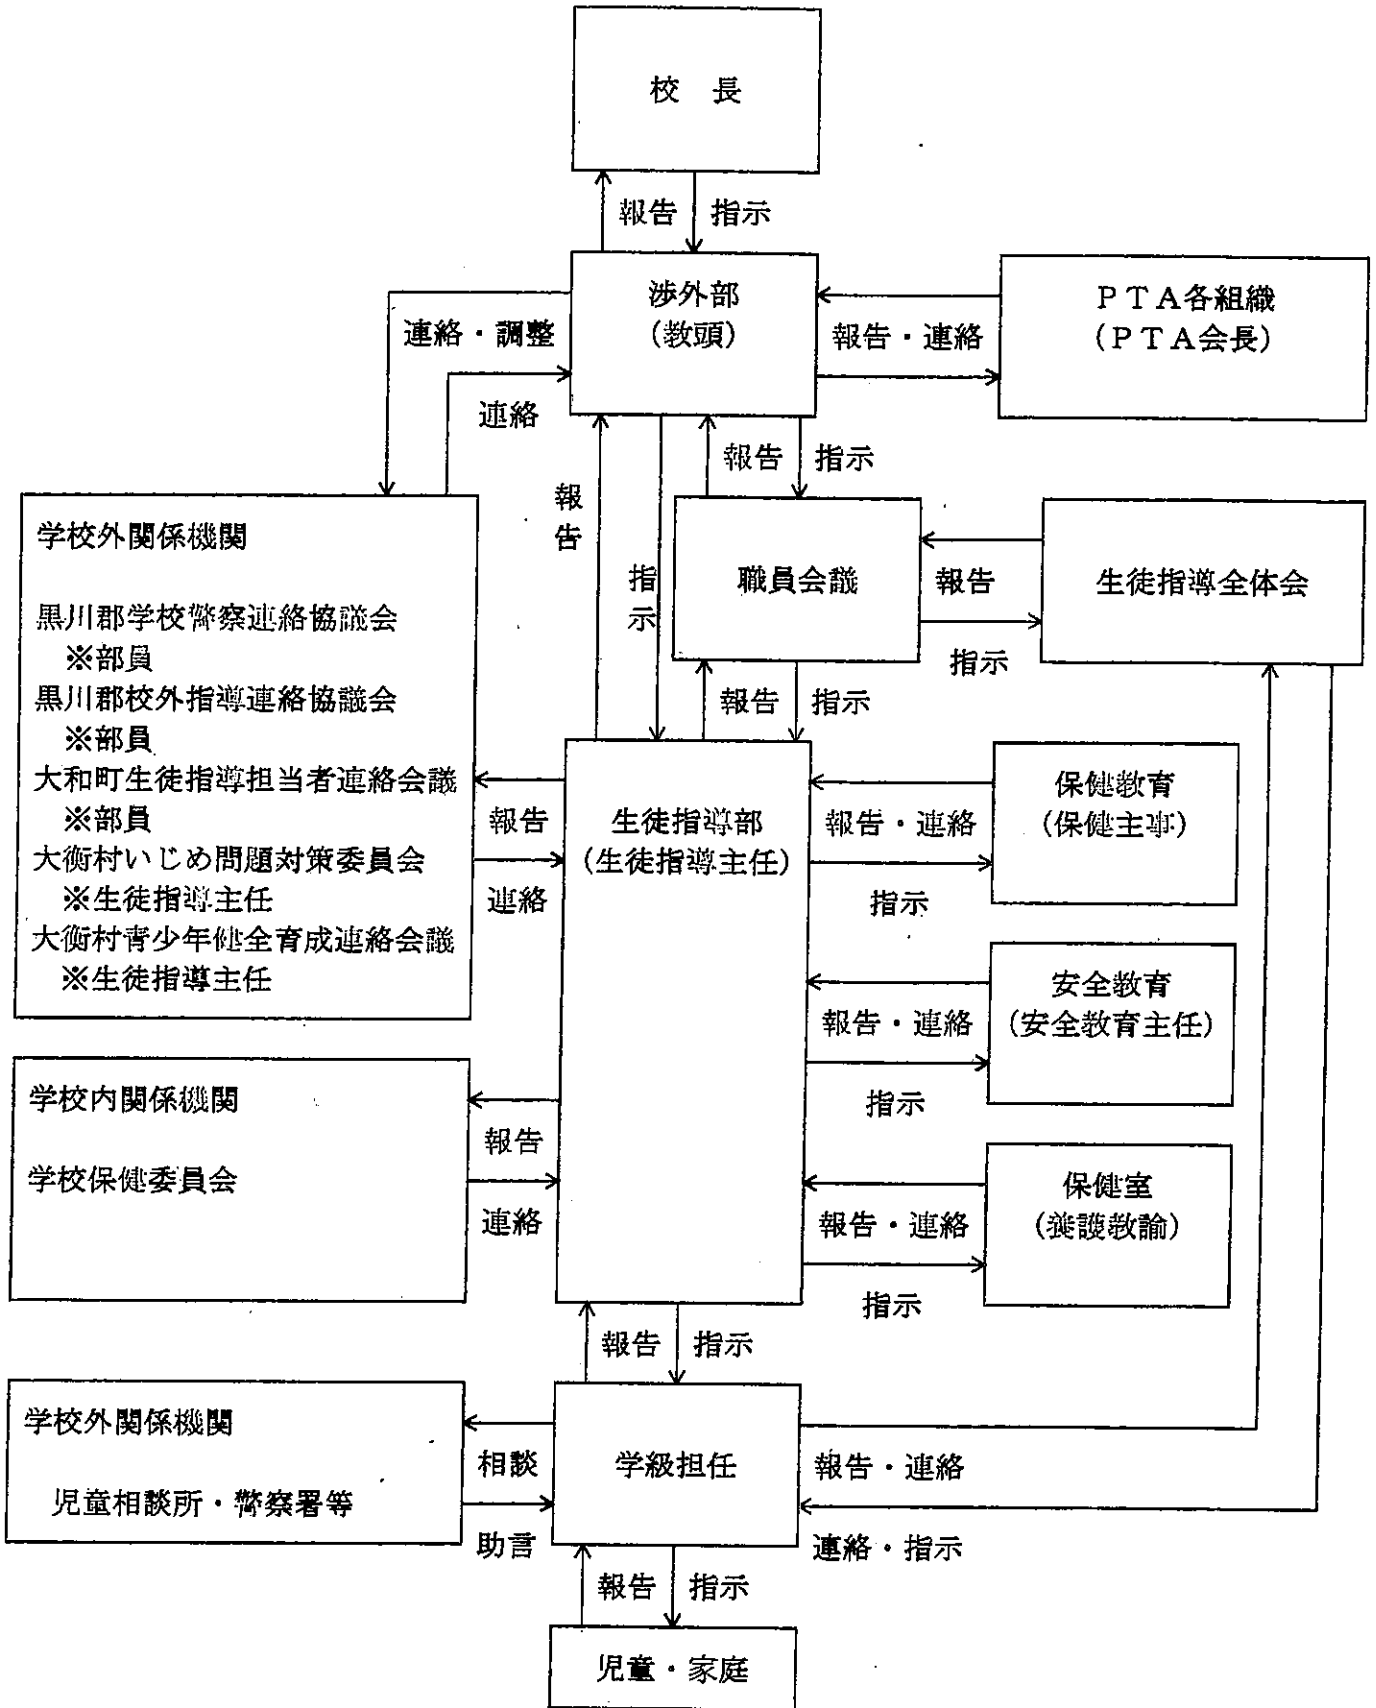 校　長
報告
指示
渉外部
(教頭)
ＰＴＡ各組織
(ＰＴＡ会長)
連絡・調整
報告・連絡
連絡
報告
指示
報告
指示
学校外関係機関
黒川郡学校警察連絡協議会
※部員
黒川郡校外指導連絡協議会
※部員
大和町生徒指導担当者連絡会議
※部員
大衡村いじめ問題対策委員会
※生徒指導主任
大衡村青少年健全育成連絡会議
※生徒指導主任
職員会議
報告
指示
生徒指導全体会
報告
指示
報告
連絡
生徒指導部
(生徒指導主任)
報告・連絡
指示
保健教育
(保健主事)
報告・連絡
指示
安全教育
(安全教育主任)
学校内関係機関
学校保健委員会
報告
連絡
報告・連絡
指示
保健室
(養護教諭)
報告
指示
学校外関係機関
児童相談所・警察署等
相談
助言
学級担任
報告・連絡
連絡・指示
報告
指示
児童・家庭